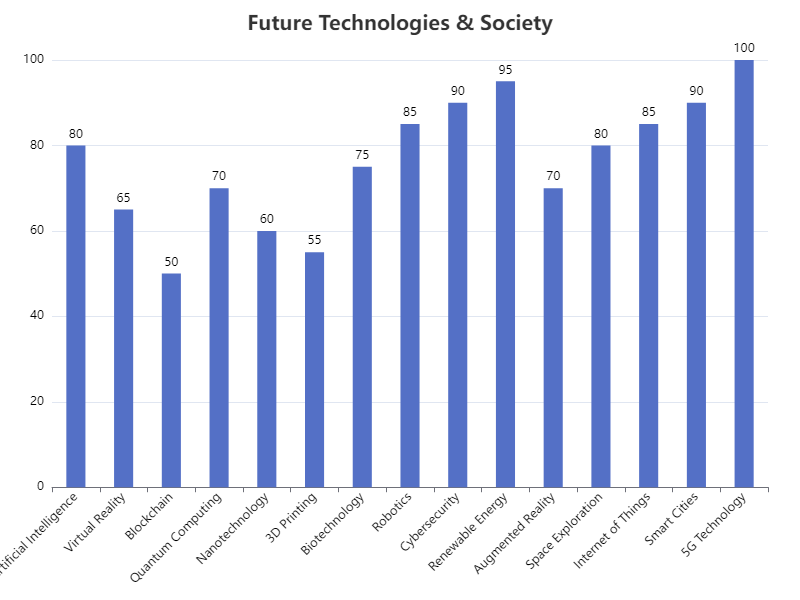 Future Technologies & Society
100
80
60
40
20
0
80
65
50
70
60
55
75
85
90
95
70
80
85
90
100
rtificial Intelligence
Virtual Reality
Blockchain
Quantum Computing
Nanotechnology
3D Printing
Biotechnology
Robotics
Cybersecurity
Renewable Energy
Augmented Reality
Space Exploration
Internet of Things
Smart Cities
5G Technology